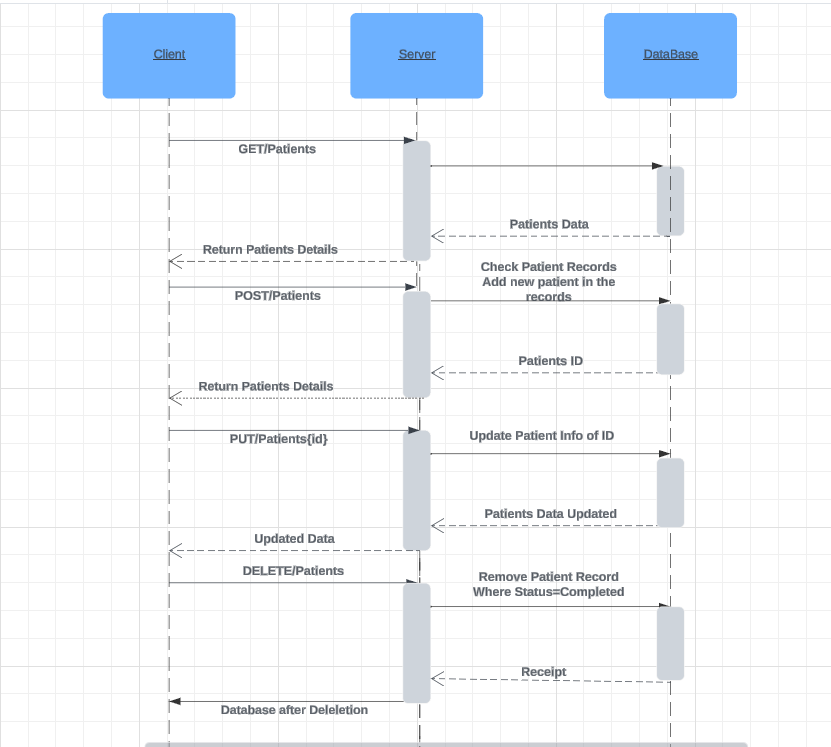 Client
Server
DataBase
GET/Patients
Patients Data
Return Patients Details
Check Patient Records
Add new patient in the
records
POST/Patients
Patients ID
Return Patients Details
PUT/Patients{id}
Update Patient Info of ID
Patients Data Updated
Updated Data
DELETE/Patients
Remove Patient Record
Where Status=Completed
Receipt
Database after Deleletion